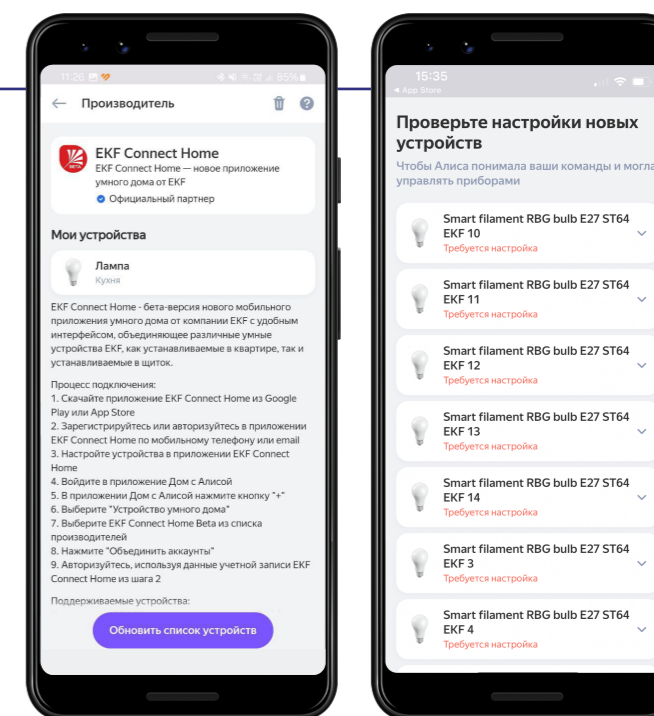 11:26
85%
Производитель
EKF Connect Home
EKF Connect Home — новое приложение
умного дома от EKF
Официальный партнер
Мои устройства
Лампа
Кухня
EKF Connect Home - бета-версия нового мобильного
приложения умного дома от компании EKF с удобным
интерфейсом, объединяющее различные умные
устройства EKF, как устанавливаемые в квартире, так и
устанавливаемые в щиток.
Процесс подключения:
1. Скачайте приложение EKF Connect Home из Google
Play или App Store
2. Зарегистрируйтесь или авторизуйтесь в приложении
EKF Connect Home по мобильному телефону или email
3. Настройте устройства в приложении EKF Connect
Home
4. Войдите в приложение Дом с Алисой
5. В приложении Дом с Алисой нажмите кнопку "+"
6. Выберите "Устройство умного дома"
7. Выберите EKF Connect Home Beta из списка
производителей
8. Нажмите "Объединить аккаунты"
9. Авторизуйтесь, используя данные учетной записи EKF
Connect Home из шага 2
Поддерживаемые устройства:
Обновить список устройств
15:35
App Store
Проверьте настройки новых
устройств
Чтобы Алиса понимала ваши команды и могла
управлять приборами
Smart filament RBG bulb E27 ST64
EKF 10
Требуется настройка
Smart filament RBG bulb E27 ST64
EKF 11
Требуется настройка
Smart filament RBG bulb E27 ST64
EKF 12
Требуется настройка
Smart filament RBG bulb E27 ST64
EKF 13
Требуется настройка
Smart filament RBG bulb E27 ST64
EKF 14
Требуется настройка
Smart filament RBG bulb E27 ST64
EKF 3
Требуется настройка
Smart filament RBG bulb E27 ST64
EKF 4
Требуется настройка